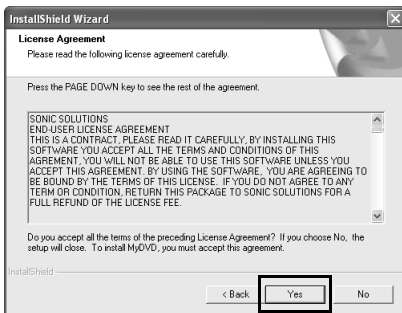 InstallShield Wizard
License Agreement
Please read the following license agreement carefully.
Press the PAGE DOWN key to see the rest of the agreement.
SONIC SOLUTIONS
END-USER LICENSE AGREEMENT
THIS IS A CONTRACT, PLEASE READ IT CAREFULLY, BY INSTALLING THIS
SOFTWARE YOU ACCEPT ALL THE TERMS AND CONDITIONS OF THIS
AGREMENT, YOU WILL NOT BE ABLE TO USE THIS SOFTWARE UNLESS YOU
ACCEPT THIS AGREEMENT. BY USING THE SOFTWARE, YOU ARE AGREEING TO
BE BOUND BY THE TERMS OF THIS LICENSE. IF YOU DO NOT AGREE TO ANY
TERM OR CONDITION, RETURN THIS PACKAGE TO SONIC SOLUTIONS FOR A
FULL REFUND OF THE LICENSE FEE.
Do you accept all the terms of the preceding License Agreement? If you choose No, the
setup will close. To install MyDVD, you must accept this agreement.
InstallShield
< Back Yes No